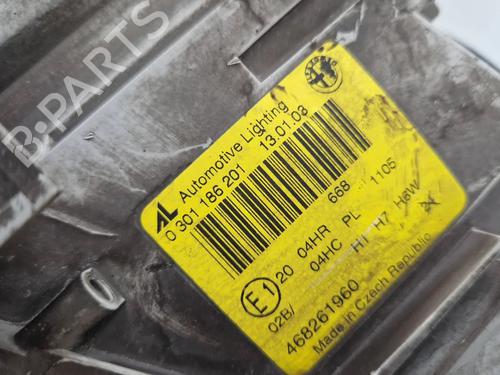 B-PARTS
AL Automotive Lighting
0 301 186 201 13.01.03
668 1105
E1
20 04HR PL
02B/ 04HC H1 H7 H6W
468261960
Made in Czech Republic